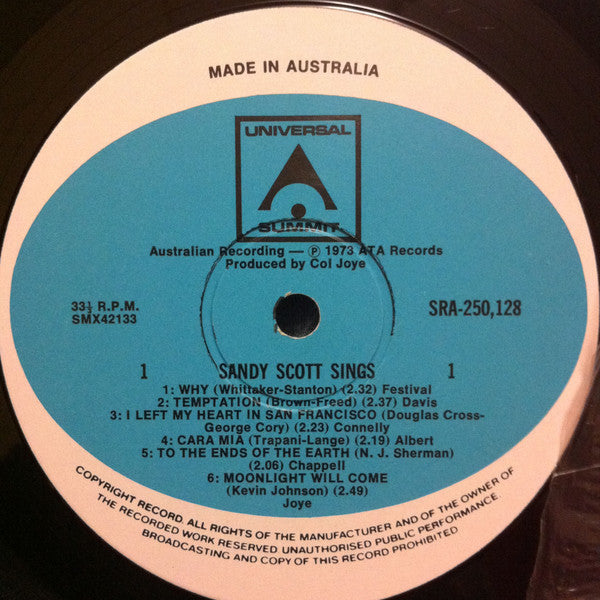 MADE IN AUSTRALIA
UNIVERSAL
SUMMIT
Australian Recording — Ⓟ 1973 ATA Records
Produced by Col Joye
33⅓ R.P.M.
SMX42133
SRA-250,128
1 SANDY SCOTT SINGS 1
1: WHY (Whittaker-Stanton) (2.32) Festival
2: TEMPTATION (Brown-Freed) (2.37) Davis
3: I LEFT MY HEART IN SAN FRANCISCO (Douglas Cross-
George Cory) (2.23) Connelly
4: CARA MIA (Trapani-Lange) (2.19) Albert
5: TO THE ENDS OF THE EARTH (N. J. Sherman)
(2.06) Chappell
6: MOONLIGHT WILL COME
(Kevin Johnson) (2.49)
Joye
COPYRIGHT RECORD. ALL RIGHTS OF THE MANUFACTURER AND OF THE OWNER OF
THE RECORDED WORK RESERVED. UNAUTHORISED PUBLIC PERFORMANCE
BROADCASTING AND COPY OF THIS RECORD PROHIBITED